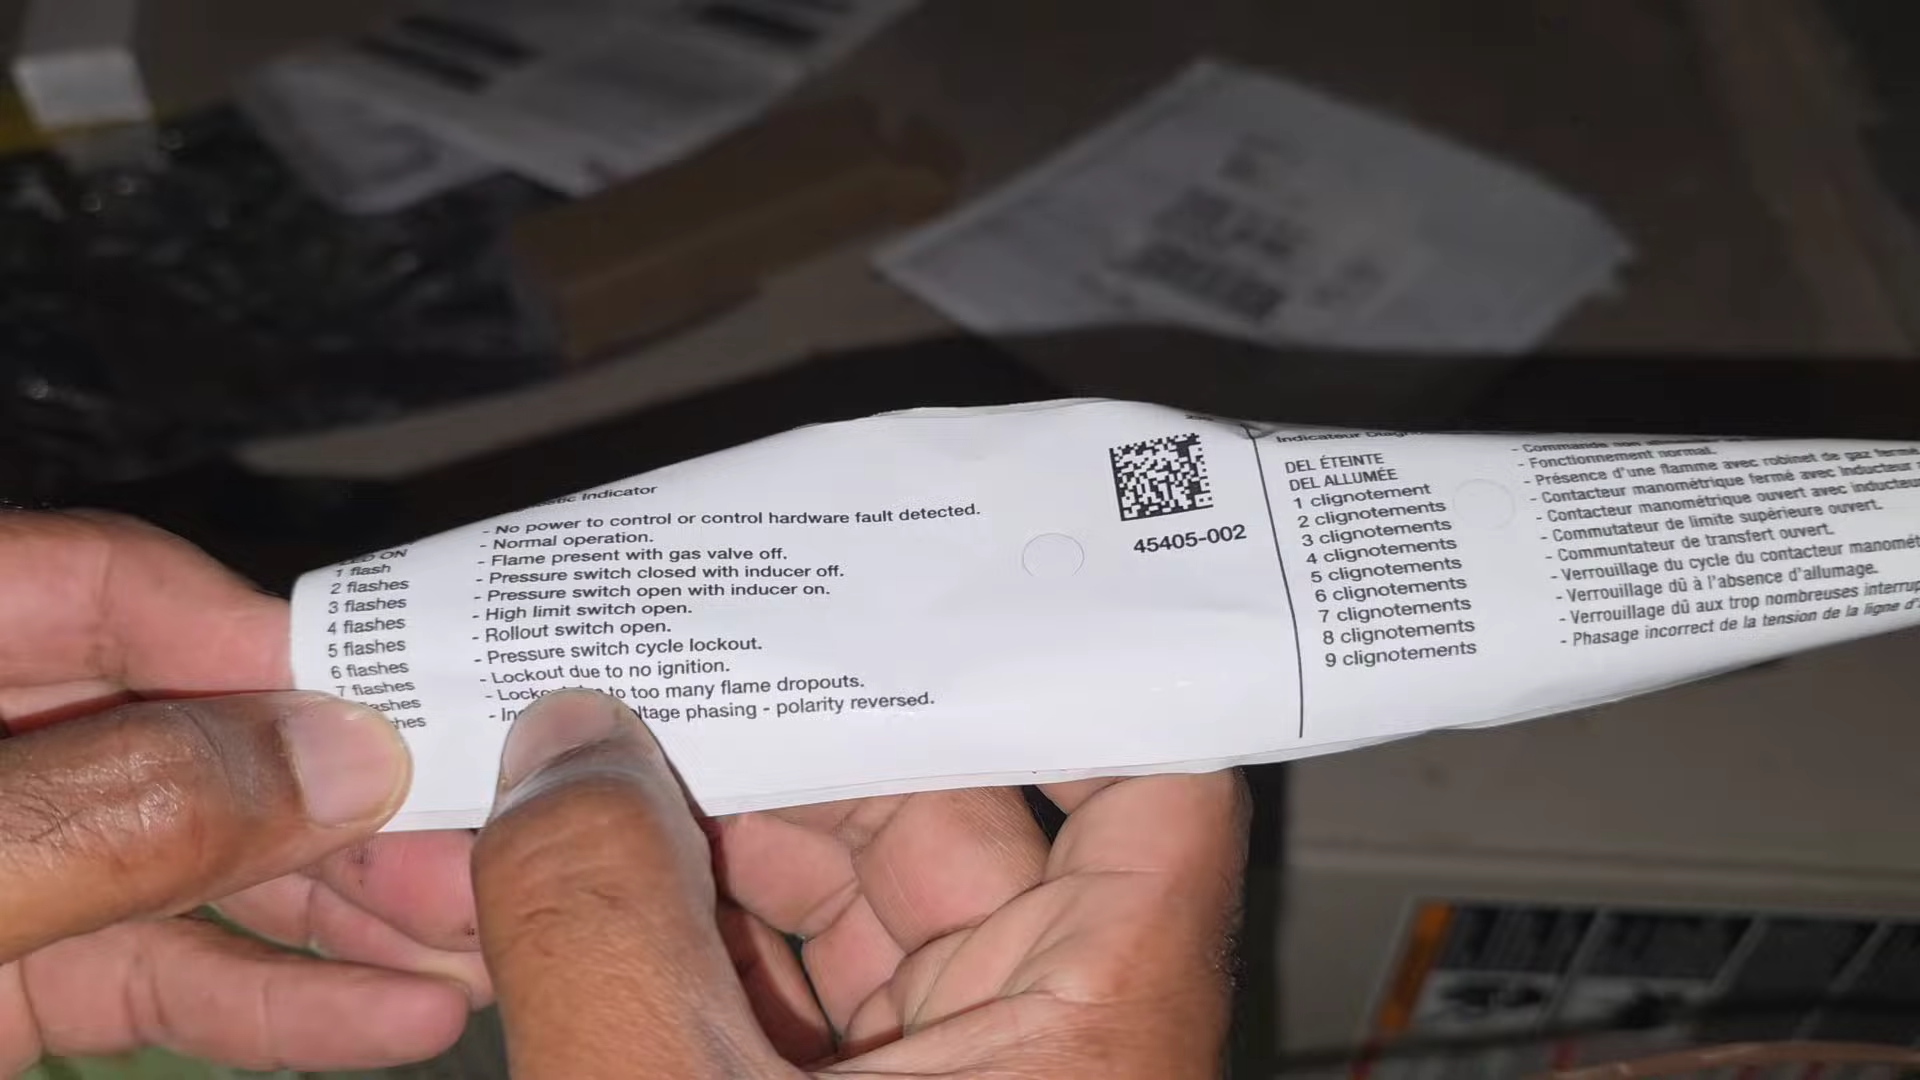 Indicator
- No power to control or control hardware fault detected.
ON - Normal operation.
1 flash - Flame present with gas valve off.
2 flashes - Pressure switch closed with inducer off.
3 flashes - Pressure switch open with inducer on.
4 flashes - High limit switch open.
5 flashes - Rollout switch open.
6 flashes - Pressure switch cycle lockout.
7 flashes - Lockout due to no ignition.
to too many flame dropouts.
phasing - polarity reversed.
45405-002
Indicateur
DEL ÉTEINTE - Commande non
DEL ALLUMÉE - Fonctionnement normal.
1 clignotement - Présence d'une flamme avec robinet de gaz fermé
2 clignotements - Contacteur manométrique fermé avec inducteur
3 clignotements - Contacteur manométrique ouvert avec inducteur
4 clignotements - Commutateur de limite supérieure ouvert.
5 clignotements - Communtateur de transfert ouvert.
6 clignotements - Verrouillage du cycle du contacteur
7 clignotements - Verrouillage dû à l'absence d'allumage.
8 clignotements - Verrouillage dû aux trop nombreuses
9 clignotements - Phasage incorrect de la tension de la ligne